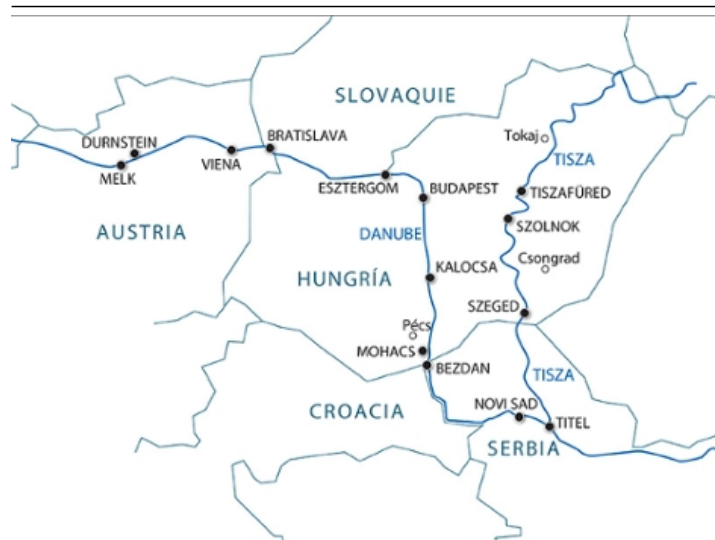 SLOVAQUIE
Tokaj
DURNSTEIN
BRATISLAVA
TISZA
VIENA
MELK
ESZTERGOM
BUDAPEST
TISZAFÜRED
AUSTRIA
SZOLNOK
DANUBE
Csongrad
KALOCSA
HUNGRÍA
SZEGED
Pécs
MOHACS
BEZDAN
TISZA
NOVI SAD
CROACIA
TITEL
SERBIA